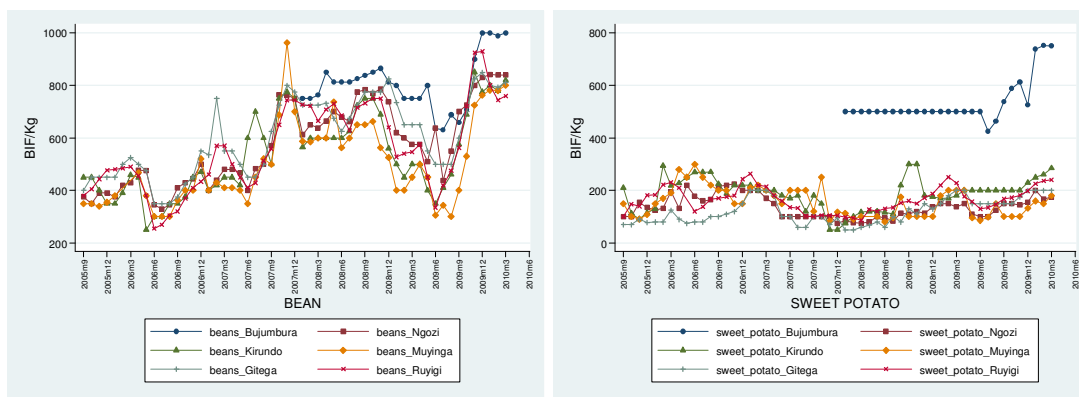 BIF/Kg
1000
800
600
400
200
2005m9
2005m12
2006m3
2006m6
2006m9
2006m12
2007m3
2007m6
2007m9
2007m12
2008m3
2008m6
2008m9
2008m12
2009m3
2009m6
2009m9
2009m12
2010m3
2010m6
BEAN
beans_Bujumbura beans_Ngozi
beans_Kirundo beans_Muyinga
beans_Gitega beans_Ruyigi
BIF/Kg
800
600
400
200
0
2005m9
2005m12
2006m3
2006m6
2006m9
2006m12
2007m3
2007m6
2007m9
2007m12
2008m3
2008m6
2008m9
2008m12
2009m3
2009m6
2009m9
2009m12
2010m3
2010m6
SWEET POTATO
sweet_potato_Bujumbura sweet_potato_Ngozi
sweet_potato_Kirundo sweet_potato_Muyinga
sweet_potato_Gitega sweet_potato_Ruyigi